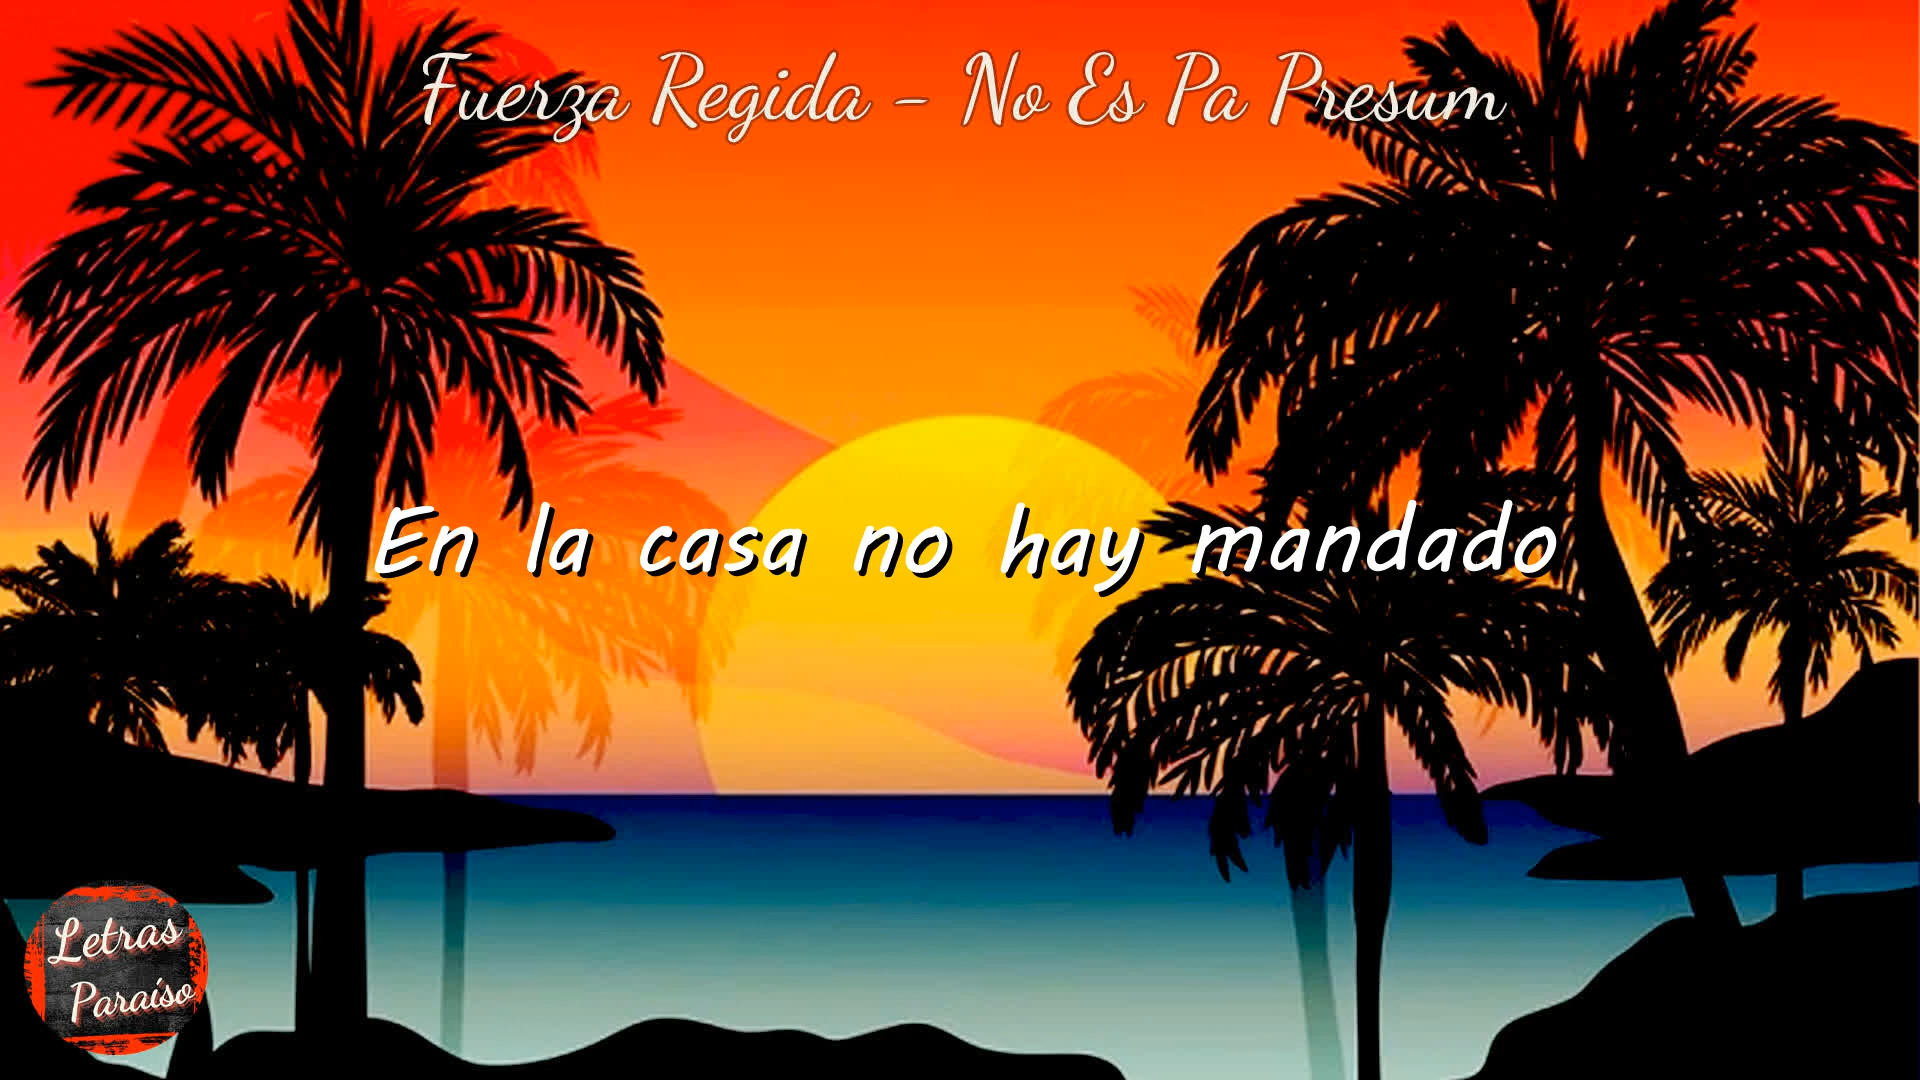 Fuerza Regida - No Es Pa Presum
En la casa no hay mandado
Letras
Paraíso